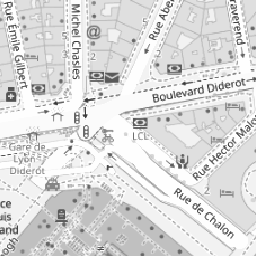 Rue Émile Gilbert
Michel Chasles
Rue Abel
Traversière
Boulevard Diderot
LCL
Gare de
Lyon
Diderot
Rue Hector Malot
Rue de Chalon